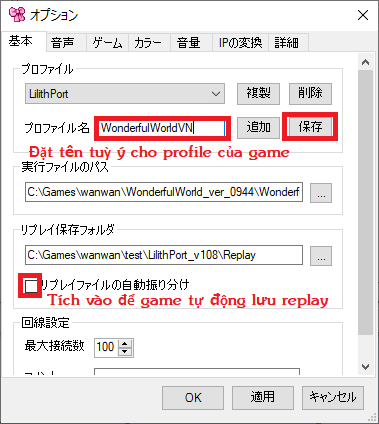 オプション
基本 音声 ゲーム カラー 音量 IPの変換 詳細
プロファイル
LilithPort 複製 削除
プロファイル名 WonderfulWorldVN 追加 保存
Đặt tên tuỳ ý cho profile của game
実行ファイルのパス
C:\Games\wanwan\WonderfulWorld_ver_0944\Wonderf ...
リプレイ保存フォルダ
C:\Games\wanwan\test\LilithPort_v108\Replay ...
リプレイファイルの自動振り分け
Tích vào để game tự động lưu replay
回線設定
最大接続数 100
OK 適用 キャンセル